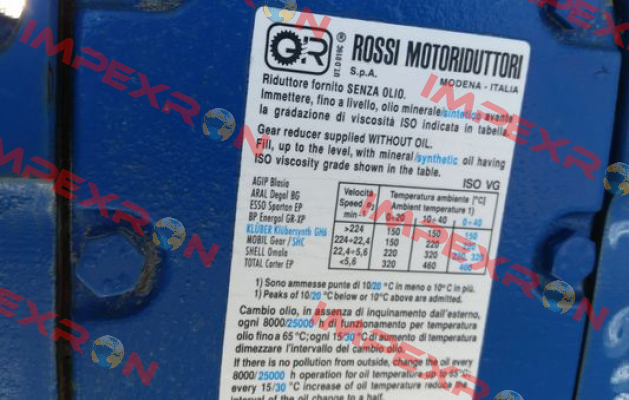 ROSSI MOTORIDUTTORI
S.p.A.
MODENA - ITALIA
Riduttore fornito SENZA OLIO.
Immettere, fino a livello, olio minerale/sintetico avente
la gradazione di viscosità ISO indicata in tabella
Gear reducer supplied WITHOUT OIL.
Fill, up to the level, with mineral/synthetic oil having
ISO viscosity grade shown in the table.
ISO VG
AGIP Blasia
ARAL Degol BG
ESSO Spartan EP
BP Energol GR-XP
KLÜBER Klübersynth GH6
MOBIL Gear/SHC
SHELL Omala
TOTAL Carter EP
Velocità Temperatura ambiente [°C]
Speed n2 Ambient temperature 1)
min-1 0÷20 10÷40 0÷40
>224 150 150 150
224÷22,4 150 220
22,4÷5,6 220 320 220, 320
<5,6 320 460 460
1) Sono ammesse punte di 10/20 °C in meno o 10°C in più.
1) Peaks of 10/20 °C below or 10°C above are admitted.
Cambio olio, in assenza di inquinamento dall'esterno,
ogni 8000/25000 h di funzionamento per temperatura
olio fino a 65°C; ogni 15/30 °C di aumento di temperatura
dimezzare l'intervallo del cambio olio.
If there is no pollution from outside, change the oil every
8000/25000 h operation for oil temperature up to 65°C;
every 15/30 °C increase of oil temperature reduce the
interval of the oil change to a half.
IMPEXRON